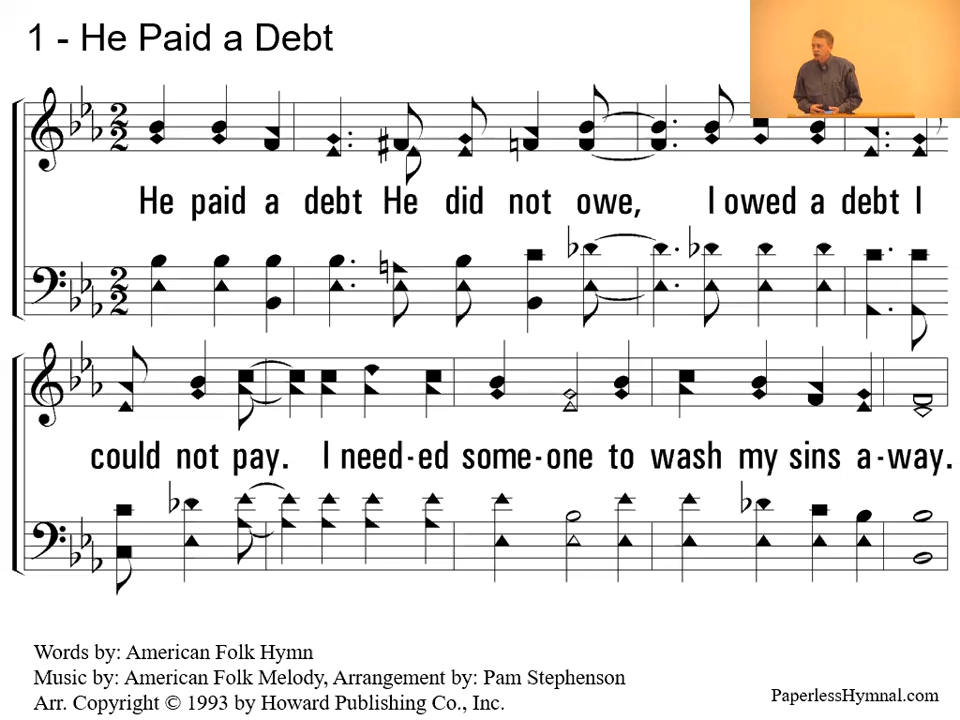 1 - He Paid a Debt
He paid a debt He did not owe, I owed a debt I
could not pay. I need-ed some-one to wash my sins a-way.
Words by: American Folk Hymn
Music by: American Folk Melody, Arrangement by: Pam Stephenson
Arr. Copyright © 1993 by Howard Publishing Co., Inc.
PaperlessHymnal.com